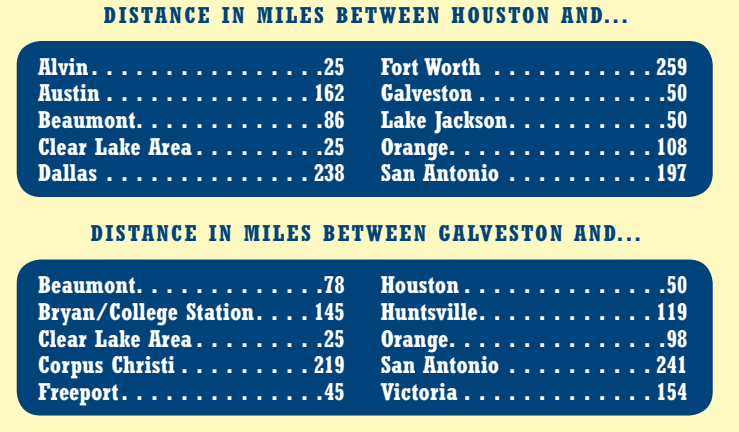 DISTANCE IN MILES BETWEEN HOUSTON AND...
Alvin. . . . . . . . . . . . . . . .25
Austin . . . . . . . . . . . . . . 162
Beaumont. . . . . . . . . . . . .86
Clear Lake Area . . . . . . . . .25
Dallas . . . . . . . . . . . . . . 238
Fort Worth . . . . . . . . . . . 259
Galveston . . . . . . . . . . . . .50
Lake Jackson. . . . . . . . . . .50
Orange. . . . . . . . . . . . . . 108
San Antonio . . . . . . . . . . 197
DISTANCE IN MILES BETWEEN GALVESTON AND...
Beaumont. . . . . . . . . . . . .78
Bryan/College Station. . . . 145
Clear Lake Area . . . . . . . . .25
Corpus Christi . . . . . . . . . 219
Freeport. . . . . . . . . . . . . .45
Houston . . . . . . . . . . . . . .50
Huntsville. . . . . . . . . . . . 119
Orange. . . . . . . . . . . . . . .98
San Antonio . . . . . . . . . . 241
Victoria . . . . . . . . . . . . . 154